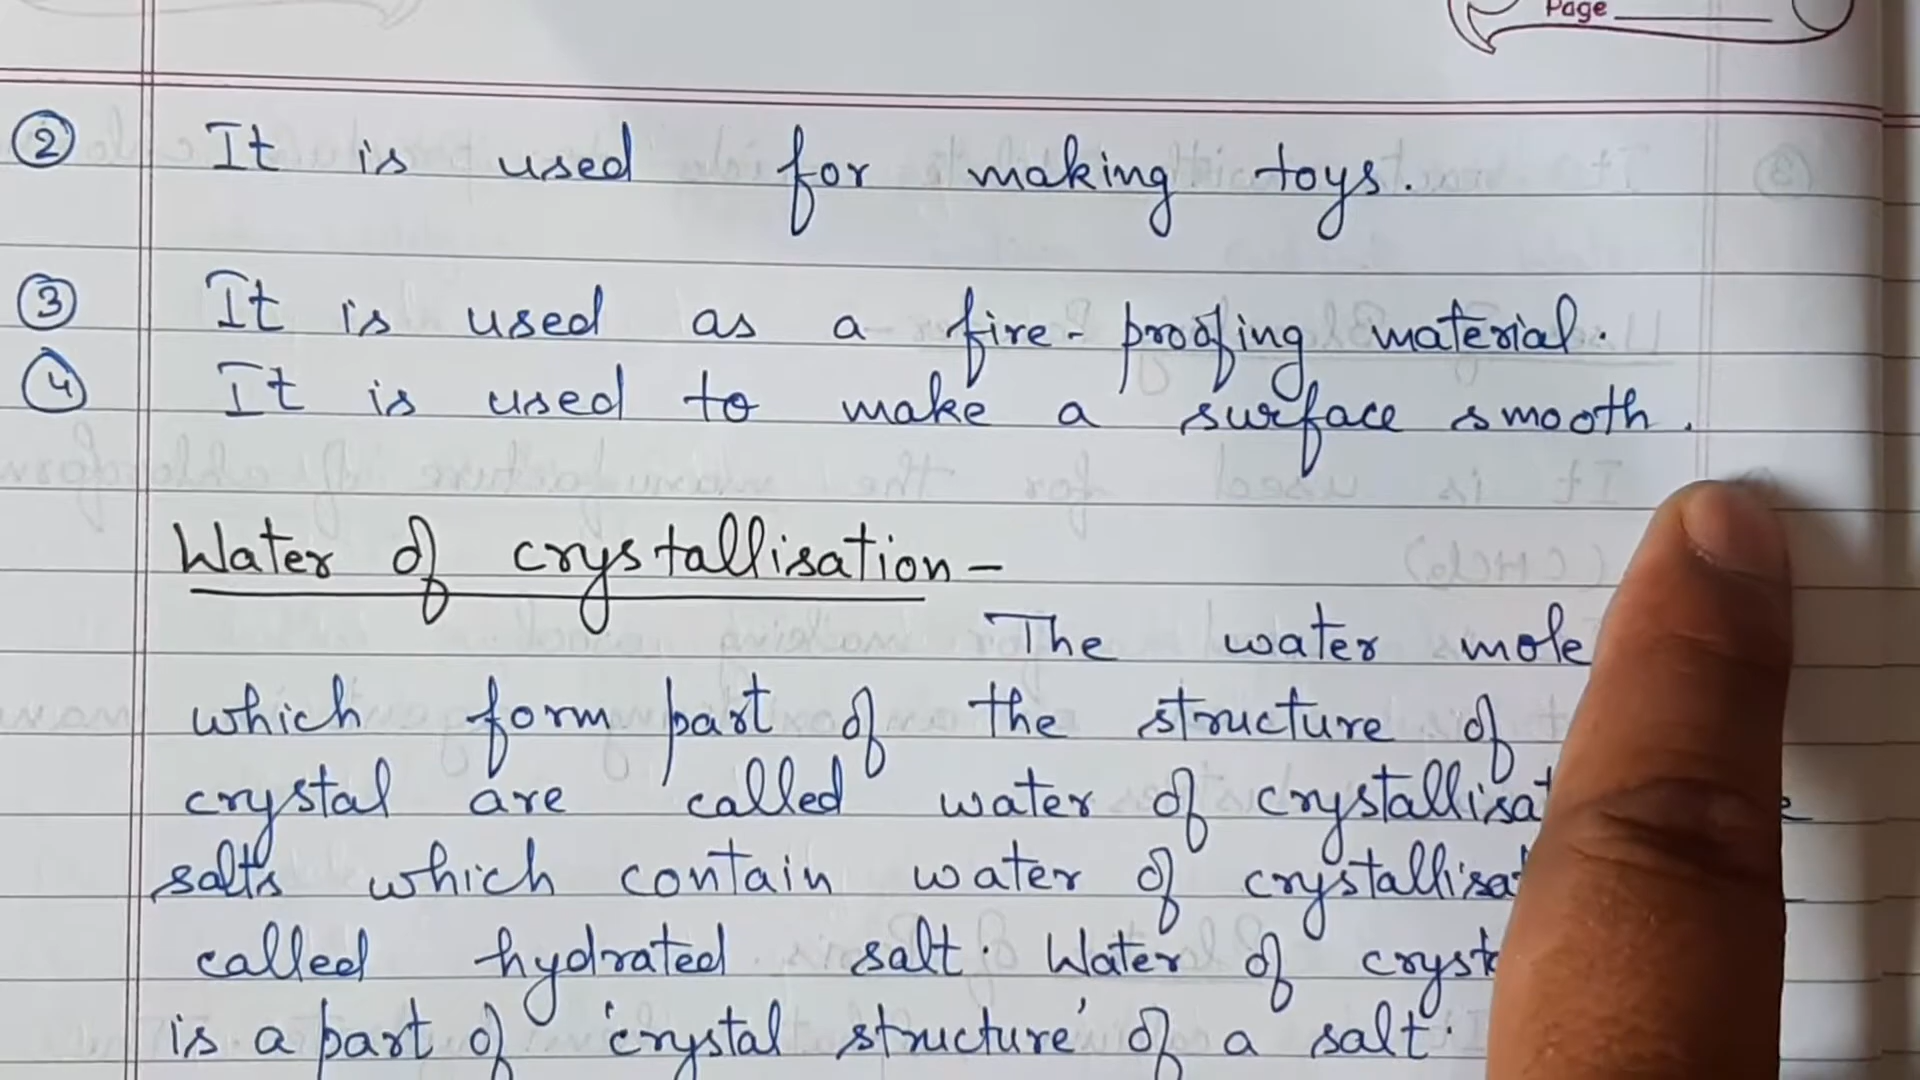 Page
② It is used for making toys.
③ It is used as a fire-proofing material.
④ It is used to make a surface smooth.
Water of crystallisation –
The water mole
which form part of the structure of
crystal are called water of crystallisat
salts which contain water of crystallisat
called hydrated salt. Water of cryst
is a part of 'crystal structure' of a salt.